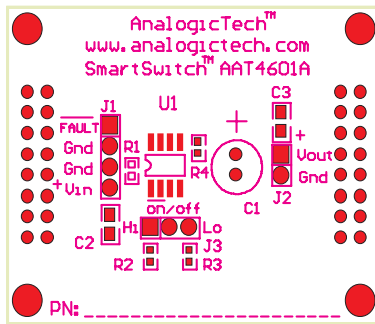 AnalogicTech™
www.analogictech.com
SmartSwitch™ AAT4601A
U1
C3
J1
FAULT
+
+
Gnd
R1
Vout
Gnd
R4
Gnd
+Vin
J2
on/off
C1
C2
Hi
Lo
J3
R2
R3
PN:_____________________